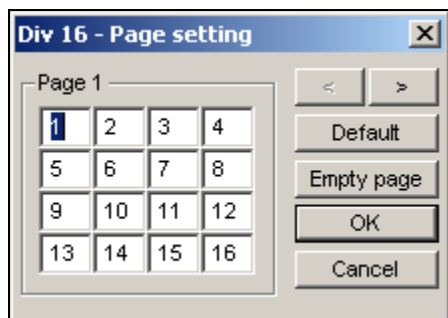 Div 16 - Page setting
Page 1
< >
1 2 3 4
Default
5 6 7 8
Empty page
9 10 11 12
OK
13 14 15 16
Cancel